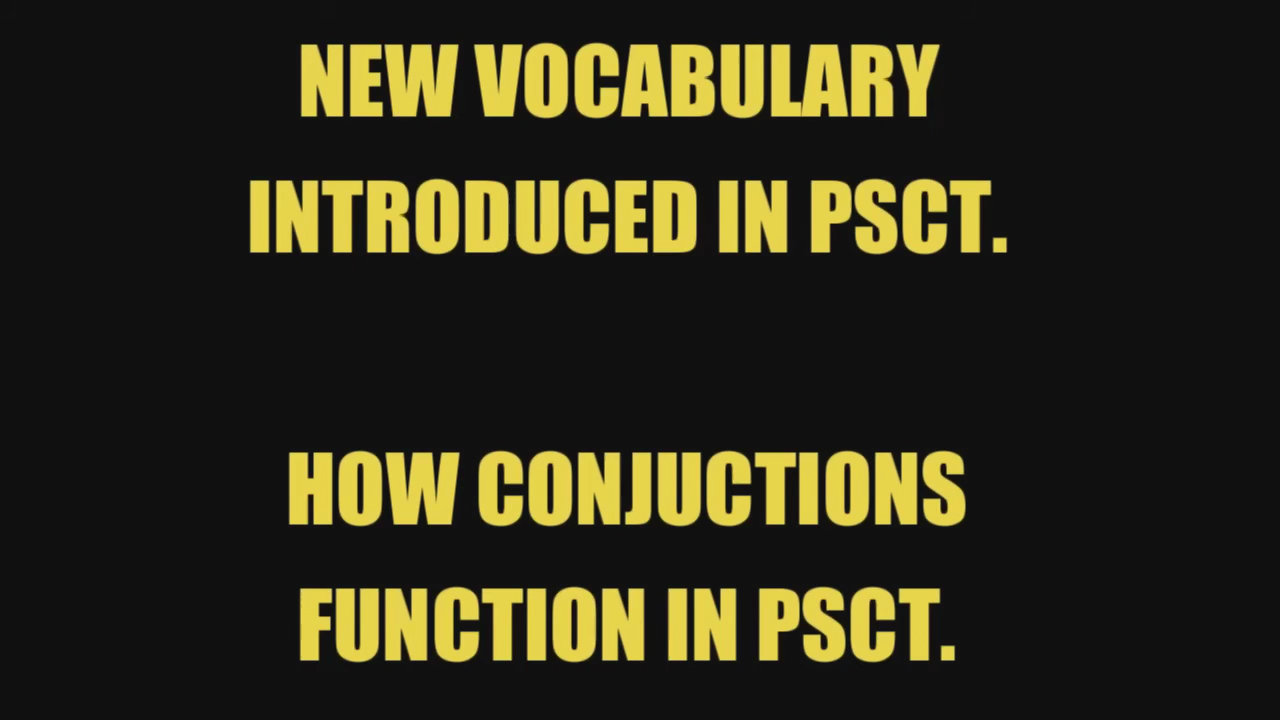 NEW VOCABULARY
INTRODUCED IN PSCT.
HOW CONJUCTIONS
FUNCTION IN PSCT.